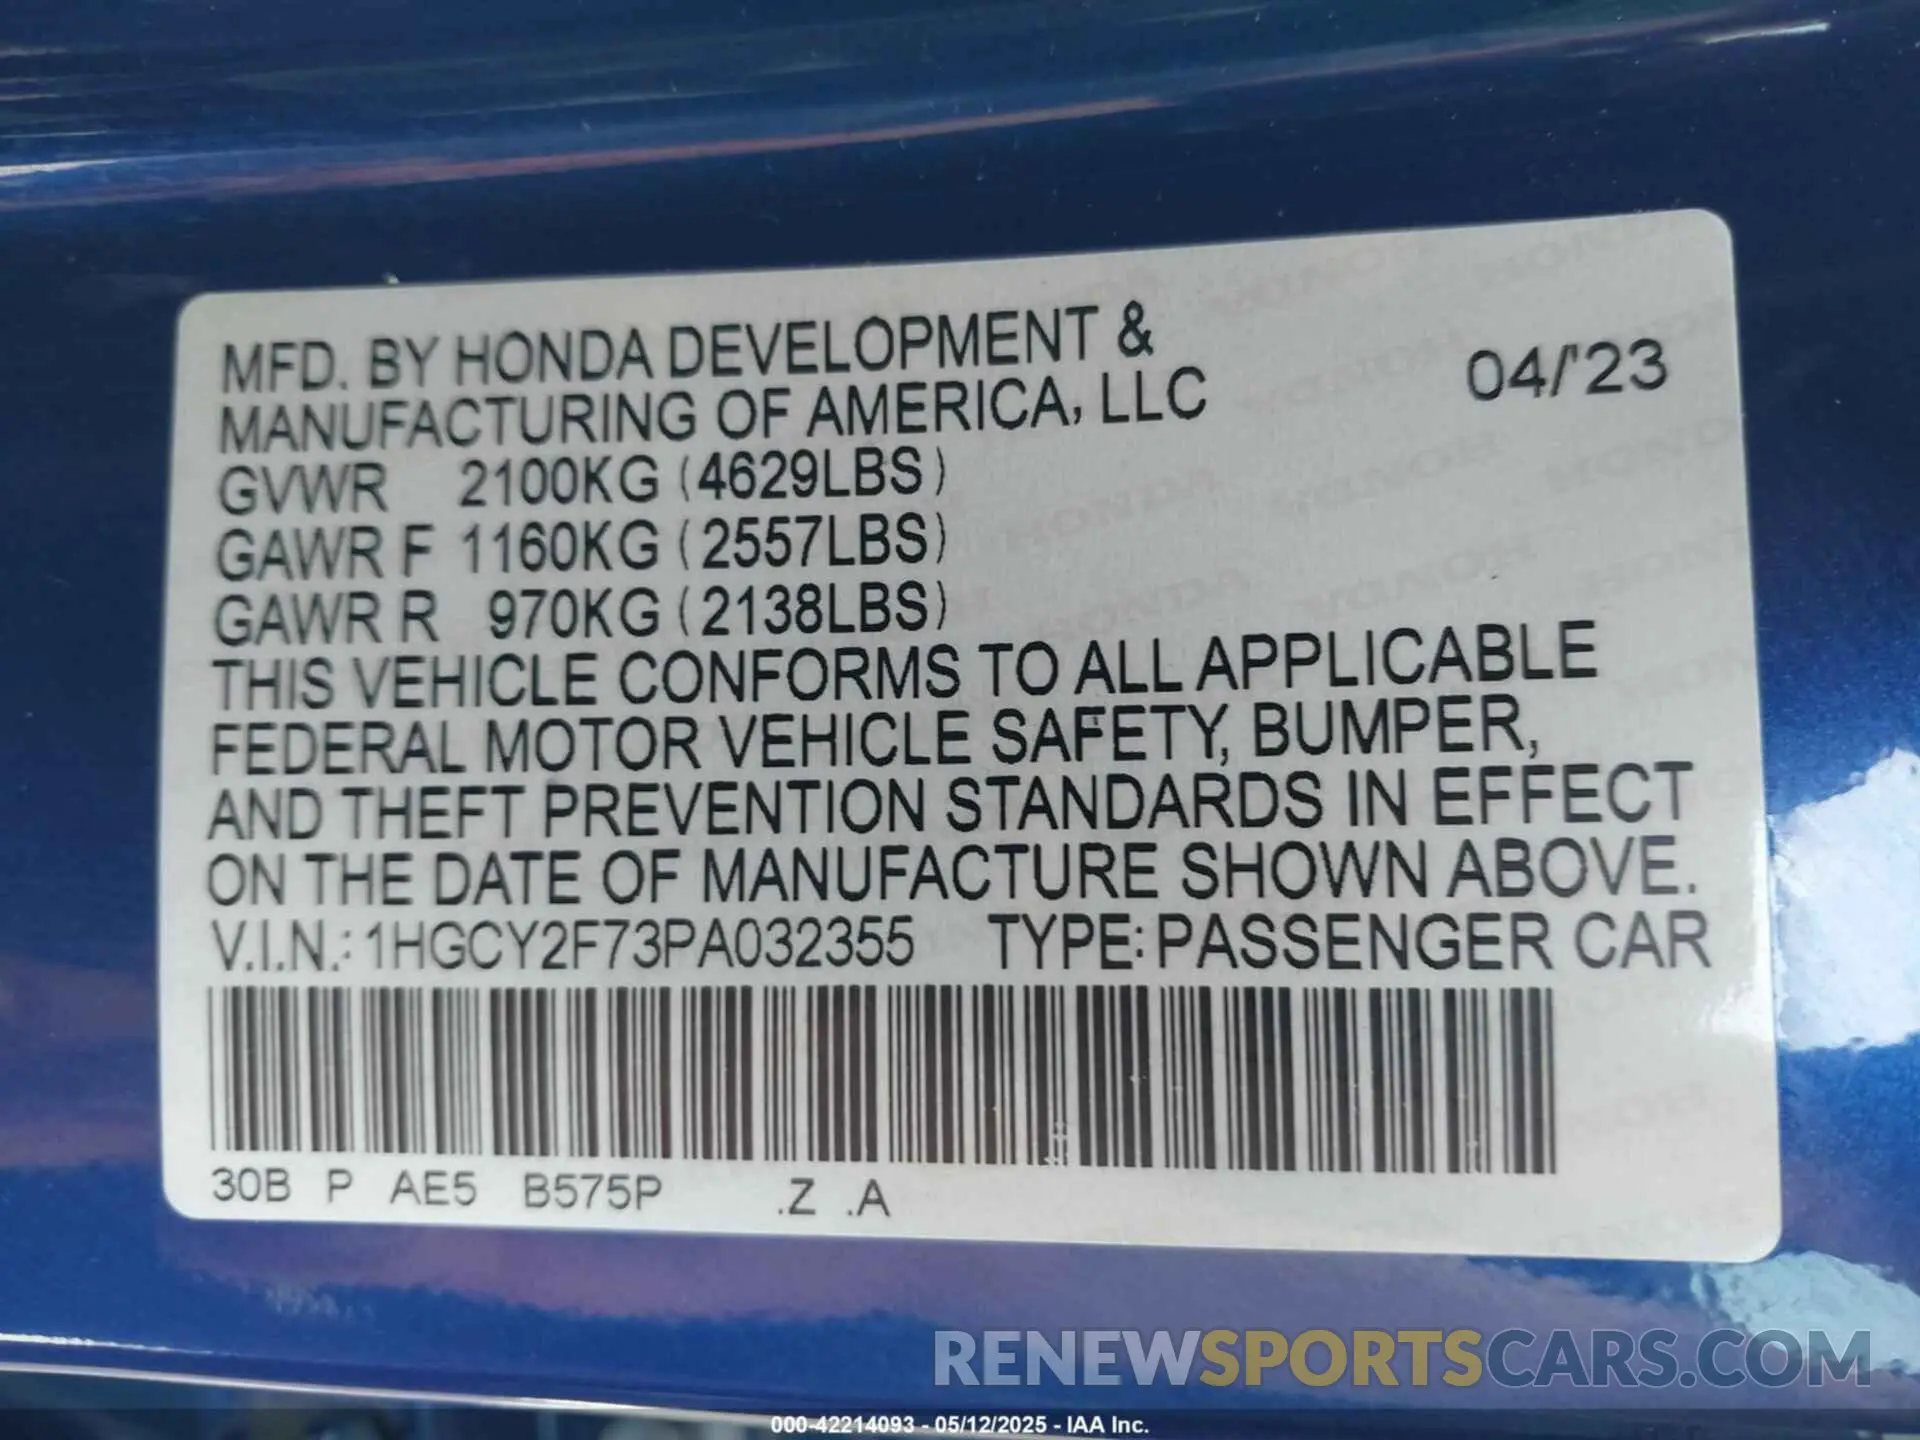 MFD. BY HONDA DEVELOPMENT &
MANUFACTURING OF AMERICA, LLC
04/'23
GVWR 2100KG (4629LBS)
GAWR F 1160KG (2557LBS)
GAWR R 970KG (2138LBS)
THIS VEHICLE CONFORMS TO ALL APPLICABLE
FEDERAL MOTOR VEHICLE SAFETY, BUMPER,
AND THEFT PREVENTION STANDARDS IN EFFECT
ON THE DATE OF MANUFACTURE SHOWN ABOVE.
V.I.N.: 1HGCY2F73PA032355 TYPE: PASSENGER CAR
30B P AE5 B575P .Z .A
RENEWSPORTSCARS.COM
000-42214093 - 05/12/2025 - IAA Inc.